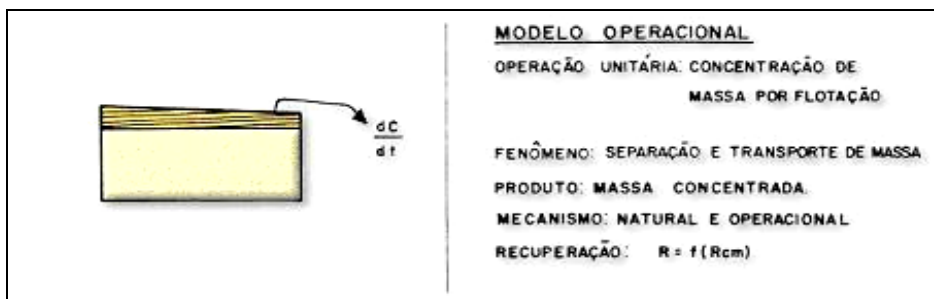 dC
dt
MODELO OPERACIONAL
OPERAÇÃO UNITÁRIA: CONCENTRAÇÃO DE
MASSA POR FLOTAÇÃO
FENÔMENO: SEPARAÇÃO E TRANSPORTE DE MASSA
PRODUTO: MASSA CONCENTRADA.
MECANISMO: NATURAL E OPERACIONAL
RECUPERAÇÃO: R = f(Rcm)